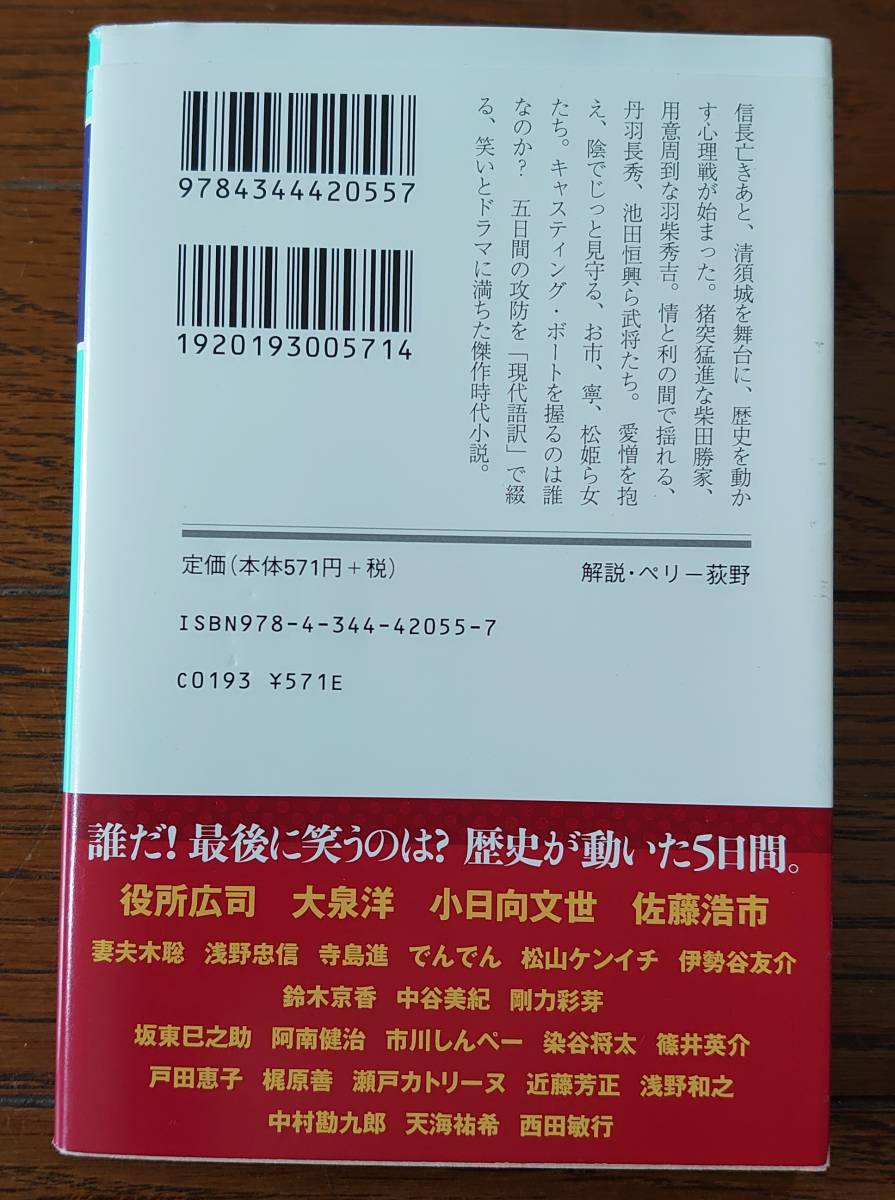 9784344420557
1920193005714
信長亡きあと、清須城を舞台に、歴史を動か
す心理戦が始まった。猪突猛進な柴田勝家、
用意周到な羽柴秀吉。情と利の間で揺れる、
丹羽長秀、池田恒興ら武将たち。愛憎を抱
え、陰でじっと見守る、お市、寧、松姫ら女
たち。キャスティング・ボートを握るのは誰
なのか?　五日間の攻防を「現代語訳」で綴
る、笑いとドラマに満ちた傑作時代小説。
定価(本体571円+税)
解説・ペリー荻野
ISBN978-4-344-42055-7
C0193 ¥571E
誰だ!最後に笑うのは?歴史が動いた5日間。
役所広司　大泉洋　小日向文世　佐藤浩市
妻夫木聡　浅野忠信　寺島進　でんでん　松山ケンイチ　伊勢谷友介
鈴木京香　中谷美紀　剛力彩芽
坂東巳之助　阿南健治　市川しんぺー　染谷将太　篠井英介
戸田恵子　梶原善　瀬戸カトリーヌ　近藤芳正　浅野和之
中村勘九郎　天海祐希　西田敏行